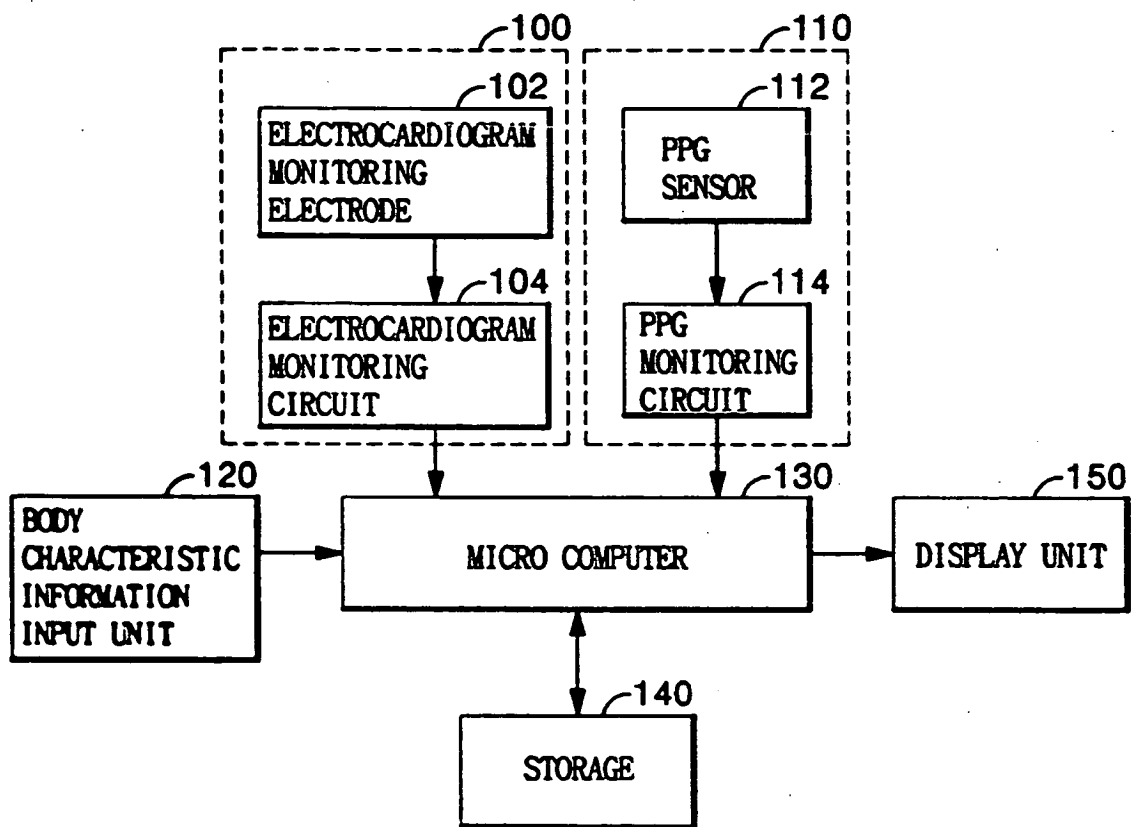 100
110
102
112
ELECTROCARDIOGRAM
MONITORING
ELECTRODE
PPG
SENSOR
104
114
ELECTROCARDIOGRAM
MONITORING
CIRCUIT
PPG
MONITORING
CIRCUIT
120
130
150
BODY
CHARACTERISTIC
INFORMATION
INPUT UNIT
MICRO COMPUTER
DISPLAY UNIT
140
STORAGE